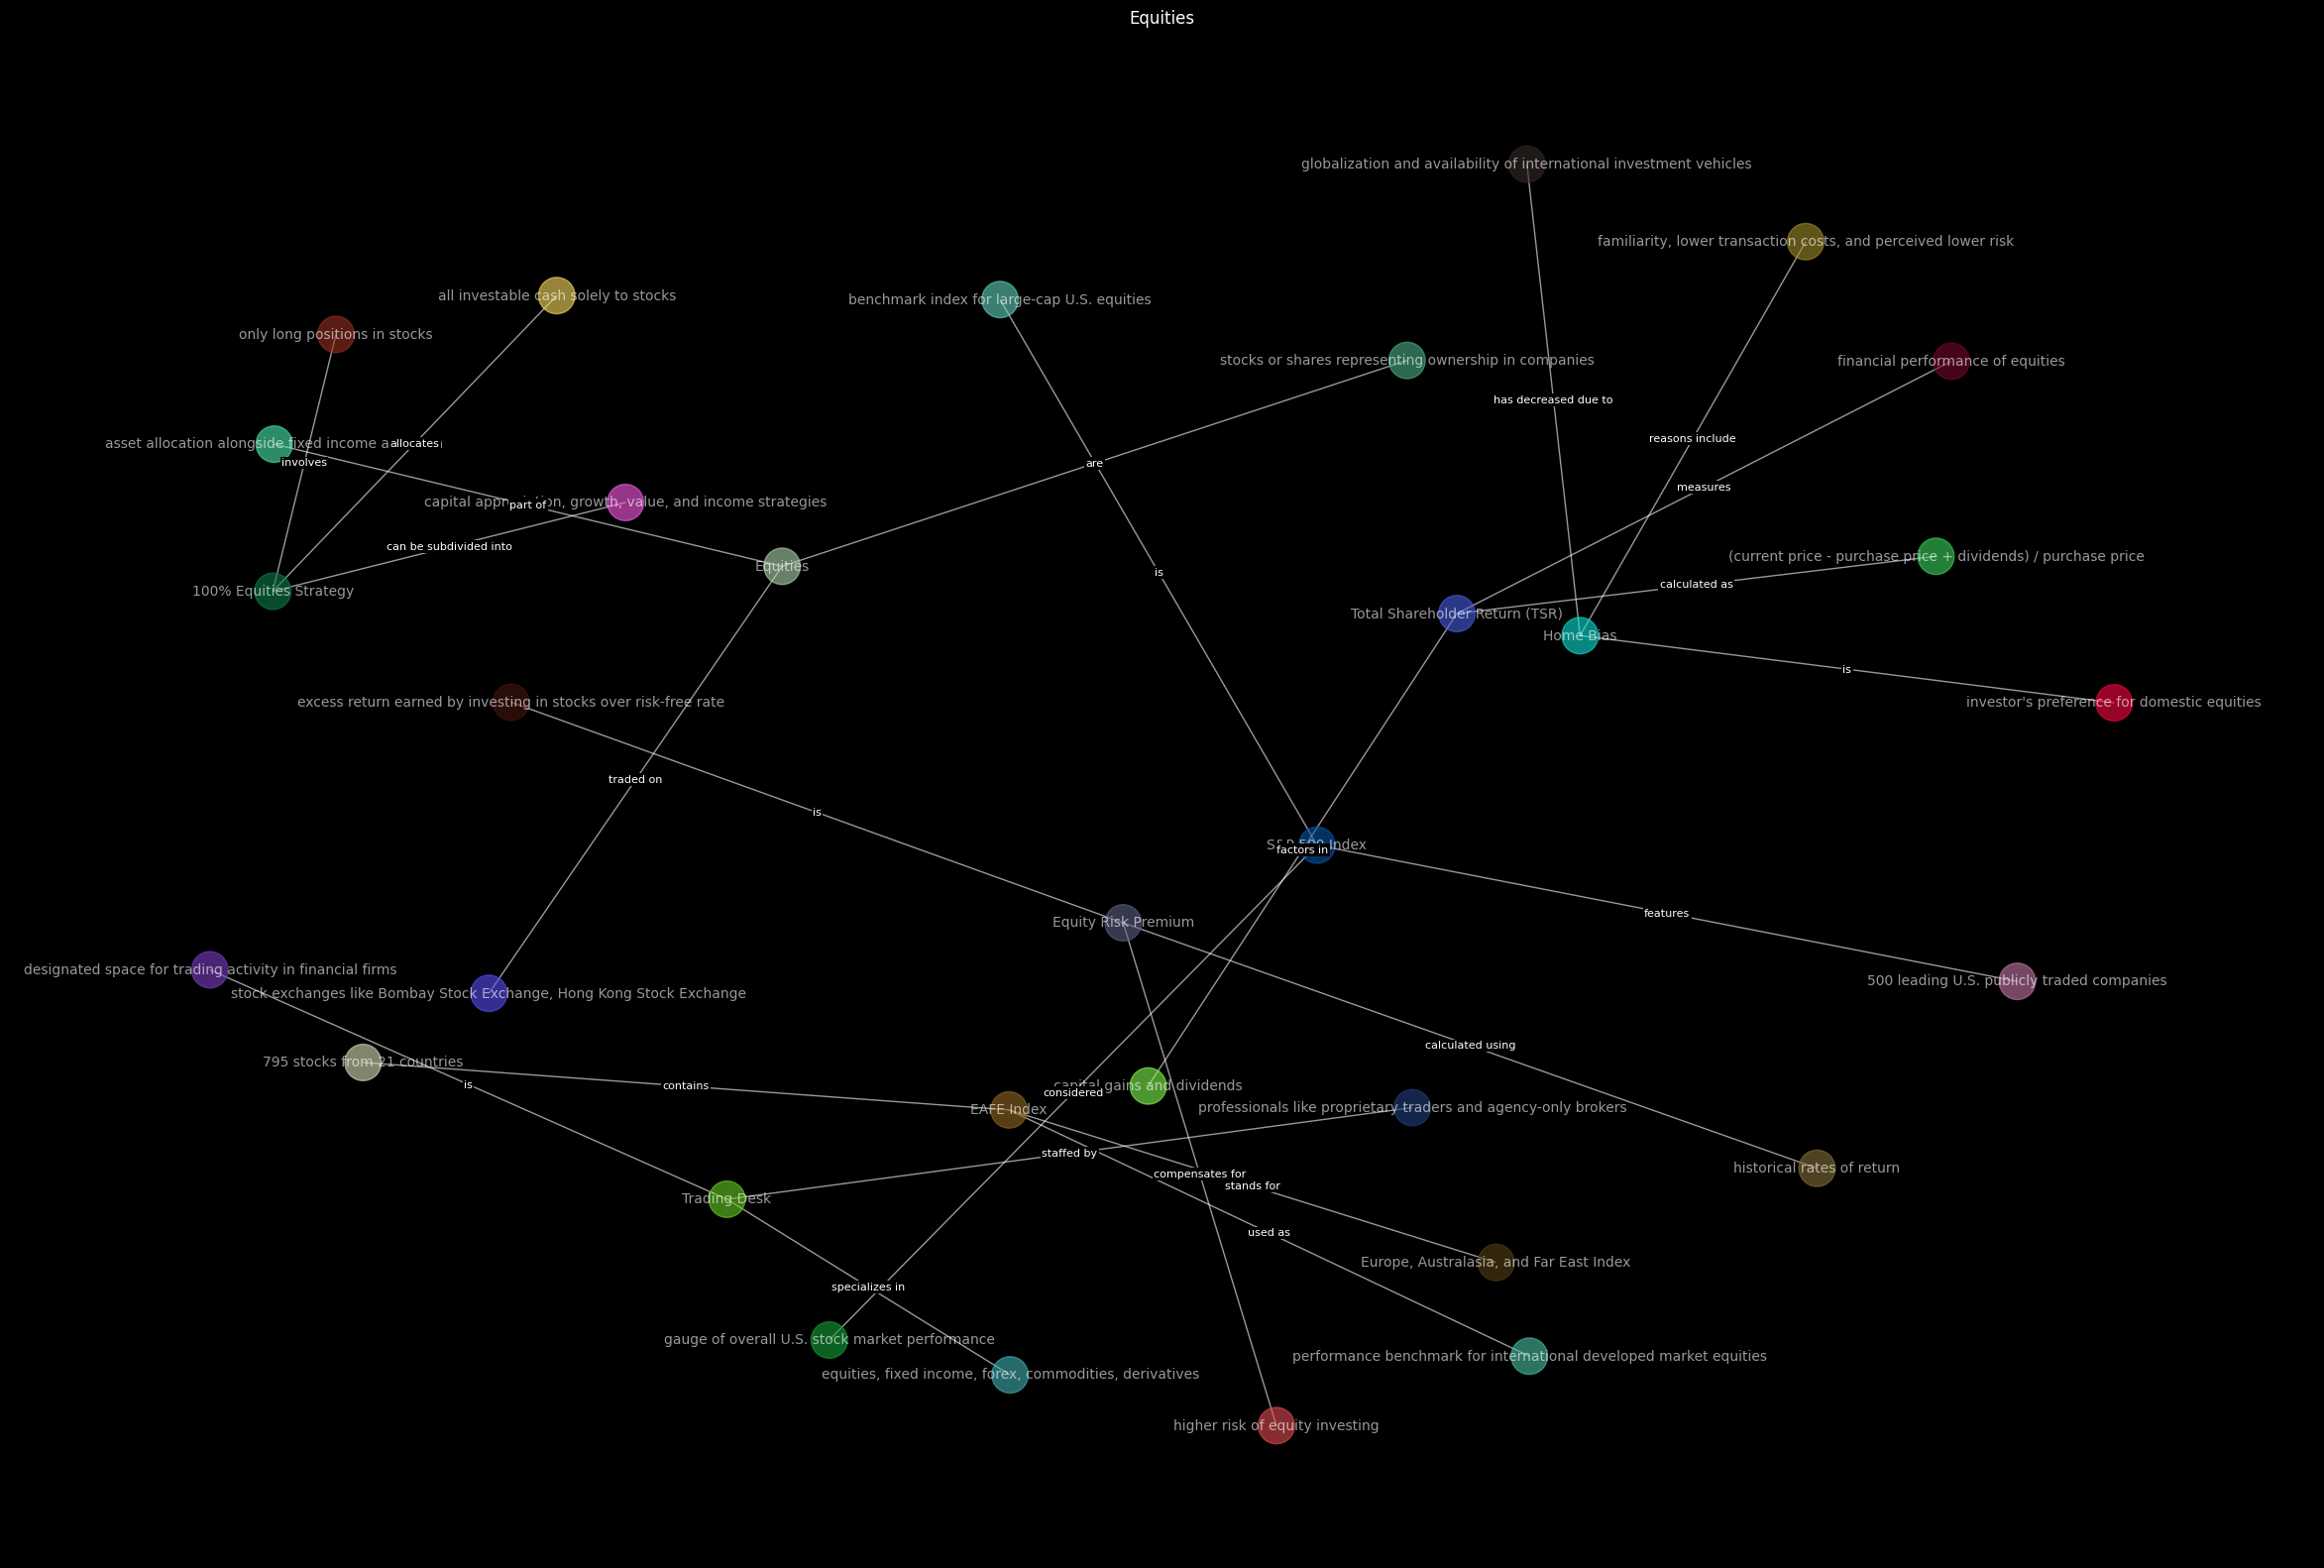 Equities
globalization and availability of international investment vehicles
familiarity, lower transaction costs, and perceived lower risk
all investable cash solely to stocks
benchmark index for large-cap U.S. equities
only long positions in stocks
stocks or shares representing ownership in companies
financial performance of equities
has decreased due to
reasons include
asset allocation alongside fixed income
allocates
involves
are
measures
capital appreciation, growth, value, and income strategies
part of
can be subdivided into
(current price - purchase price + dividends) / purchase price
Equities
is
calculated as
100% Equities Strategy
Total Shareholder Return (TSR)
Home Bias
is
excess return earned by investing in stocks over risk-free rate
investor's preference for domestic equities
traded on
is
S&P 500 Index
factors in
features
Equity Risk Premium
designated space for trading activity in financial firms
500 leading U.S. publicly traded companies
stock exchanges like Bombay Stock Exchange, Hong Kong Stock Exchange
calculated using
795 stocks from 21 countries
is
contains
capital gains and dividends
considered
EAFE Index
professionals like proprietary traders and agency-only brokers
staffed by
historical rates of return
compensates for
stands for
Trading Desk
used as
Europe, Australasia, and Far East Index
specializes in
gauge of overall U.S. stock market performance
performance benchmark for international developed market equities
equities, fixed income, forex, commodities, derivatives
higher risk of equity investing